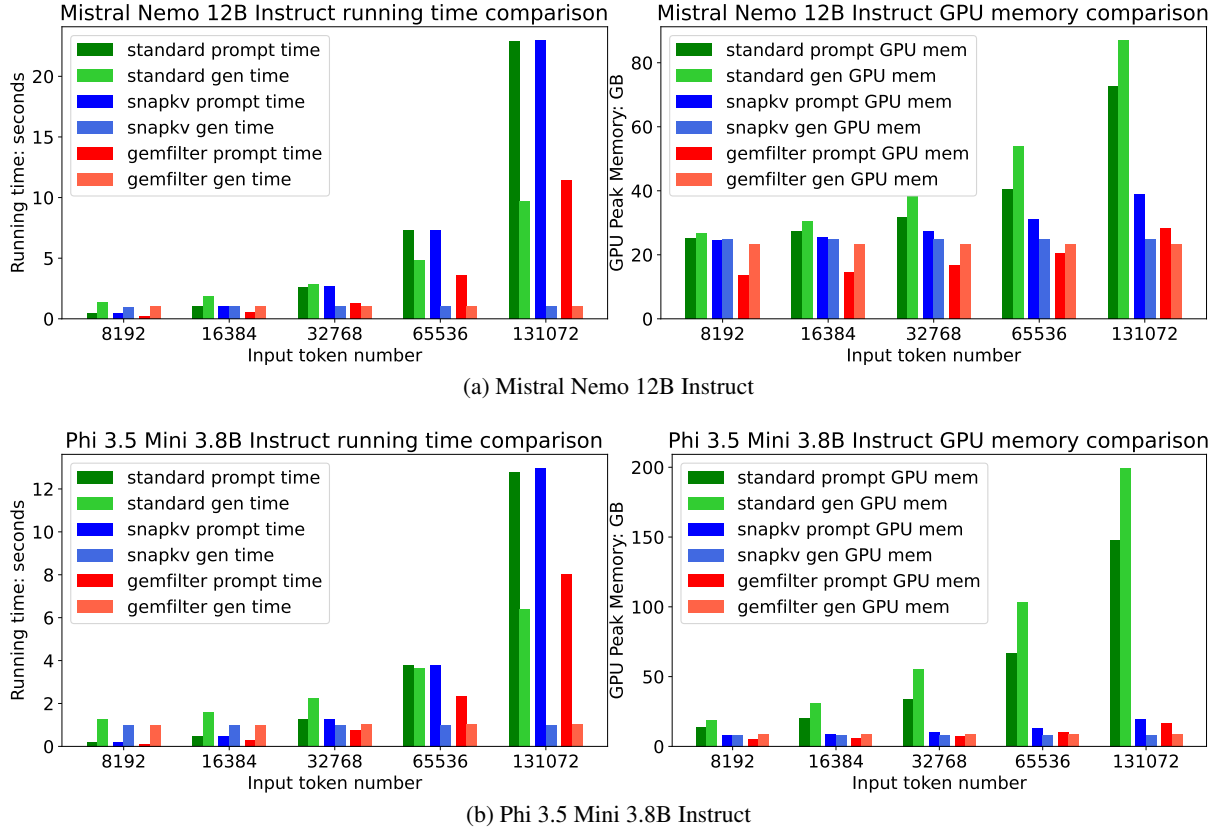 Mistral Nemo 12B Instruct running time comparison
Running time: seconds
20
15
10
5
0
standard prompt time
standard gen time
snapkv prompt time
snapkv gen time
gemfilter prompt time
gemfilter gen time
8192 16384 32768 65536 131072
Input token number
Mistral Nemo 12B Instruct GPU memory comparison
GPU Peak Memory: GB
80
60
40
20
0
standard prompt GPU mem
standard gen GPU mem
snapkv prompt GPU mem
snapkv gen GPU mem
gemfilter prompt GPU mem
gemfilter gen GPU mem
8192 16384 32768 65536 131072
Input token number
(a) Mistral Nemo 12B Instruct
Phi 3.5 Mini 3.8B Instruct running time comparison
Running time: seconds
12
10
8
6
4
2
0
standard prompt time
standard gen time
snapkv prompt time
snapkv gen time
gemfilter prompt time
gemfilter gen time
8192 16384 32768 65536 131072
Input token number
Phi 3.5 Mini 3.8B Instruct GPU memory comparison
GPU Peak Memory: GB
200
150
100
50
0
standard prompt GPU mem
standard gen GPU mem
snapkv prompt GPU mem
snapkv gen GPU mem
gemfilter prompt GPU mem
gemfilter gen GPU mem
8192 16384 32768 65536 131072
Input token number
(b) Phi 3.5 Mini 3.8B Instruct